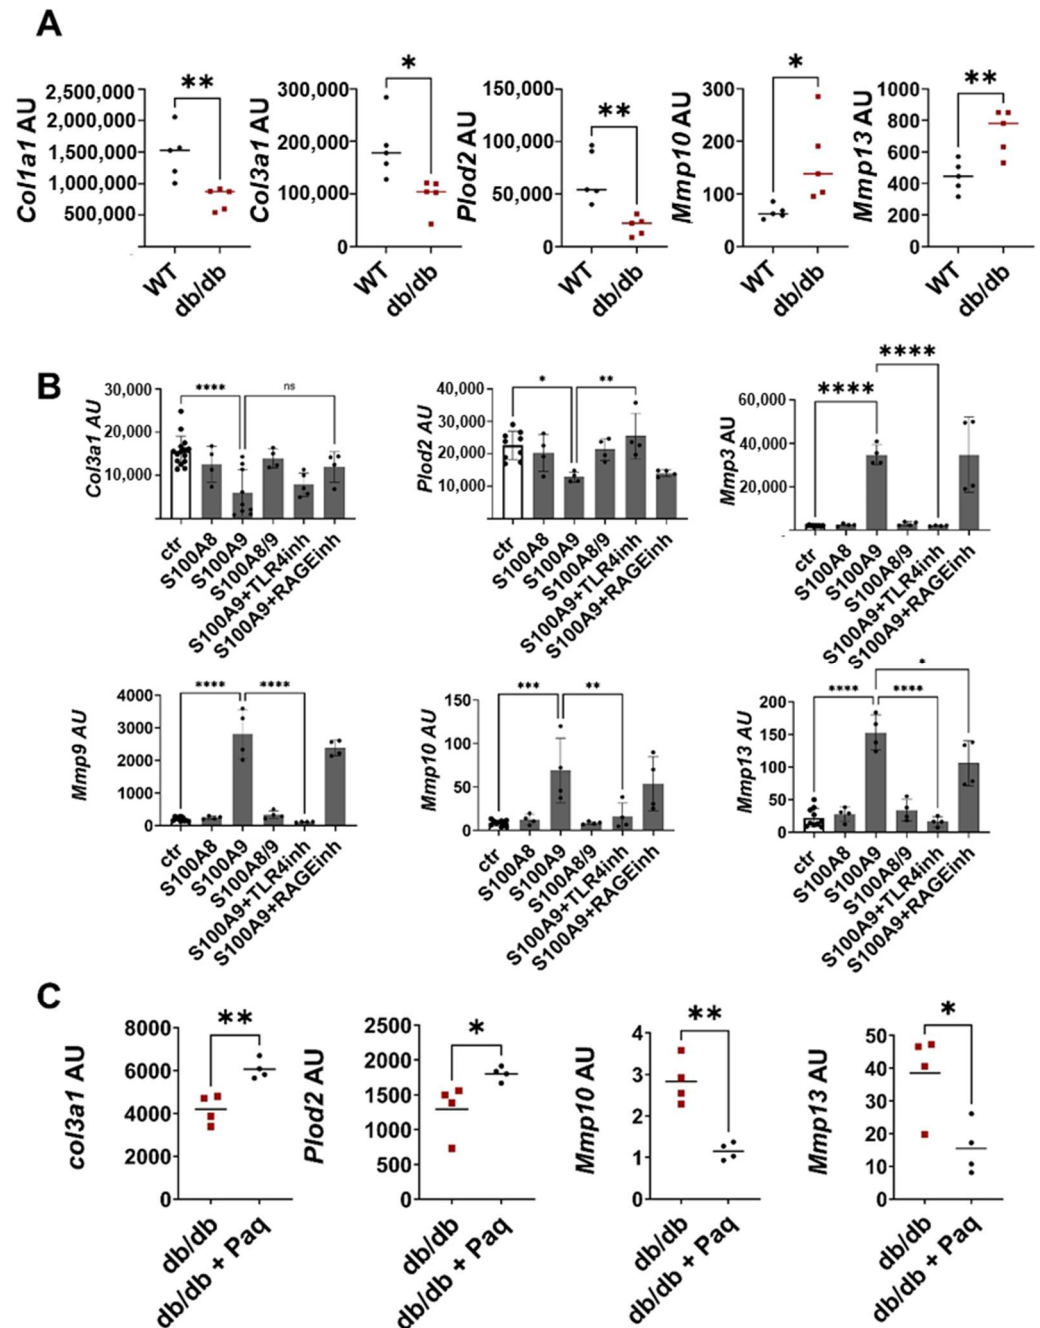 A
Col1a1 AU
2,500,000
2,000,000
1,500,000
1,000,000
500,000
**
WT
db/db
Col3a1 AU
300,000
200,000
100,000
0
*
WT
db/db
Plod2 AU
150,000
100,000
50,000
0
**
WT
db/db
Mmp10 AU
300
200
100
0
*
WT
db/db
Mmp13 AU
1000
800
600
400
200
0
**
WT
db/db
B
Col3a1 AU
30,000
20,000
10,000
****
ns
ctr
S100A8
S100A9
S100A8/9
S100A9+TLR4inh
S100A9+RAGEinh
Plod2 AU
40,000
30,000
20,000
10,000
*
**
ctr
S100A8
S100A9
S100A8/9
S100A9+TLR4inh
S100A9+RAGEinh
Mmp3 AU
60,000
40,000
20,000
****
****
ctr
S100A8
S100A9
S100A8/9
S100A9+TLR4inh
S100A9+RAGEinh
Mmp9 AU
4000
3000
2000
1000
0
****
****
ctr
S100A8
S100A9
S100A8/9
S100A9+TLR4inh
S100A9+RAGEinh
Mmp10 AU
150
100
50
0
***
**
ctr
S100A8
S100A9
S100A8/9
S100A9+TLR4inh
S100A9+RAGEinh
Mmp13 AU
200
150
100
50
0
****
****
*
ctr
S100A8
S100A9
S100A8/9
S100A9+TLR4inh
S100A9+RAGEinh
C
col3a1 AU
8000
6000
4000
2000
0
**
db/db
db/db + Paq
Plod2 AU
2500
2000
1500
1000
500
0
*
db/db
db/db + Paq
Mmp10 AU
4
3
2
1
0
**
db/db
db/db + Paq
Mmp13 AU
50
40
30
20
10
0
*
db/db
db/db + Paq